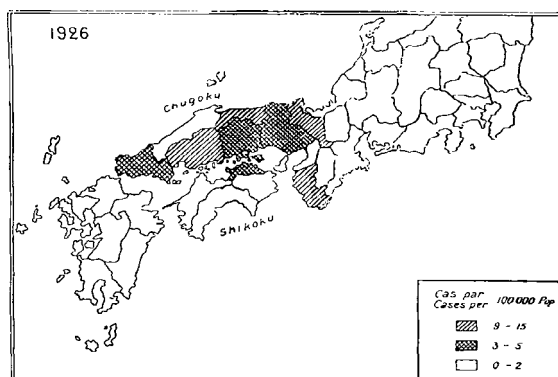 1926
Chugoku
Shikoku
Cas par
Cases per 100 000 Pop
9 - 15
3 - 5
0 - 2